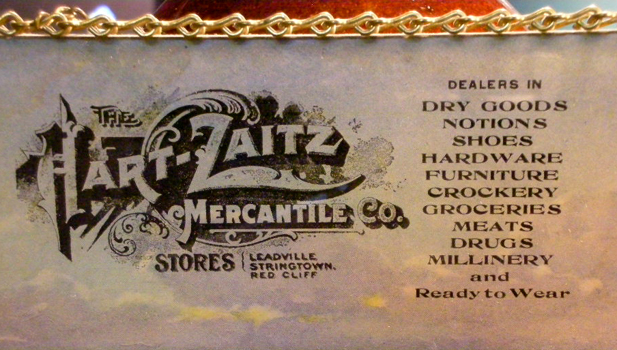 THE
HART-ZAITZ
MERCANTILE CO.
STORES { LEADVILLE
STRINGTOWN.
RED CLIFF
DEALERS IN
DRY GOODS
NOTIONS
SHOES
HARDWARE
FURNITURE
CROCKERY
GROCERIES
MEATS
DRUGS
MILLINERY
and
Ready to Wear